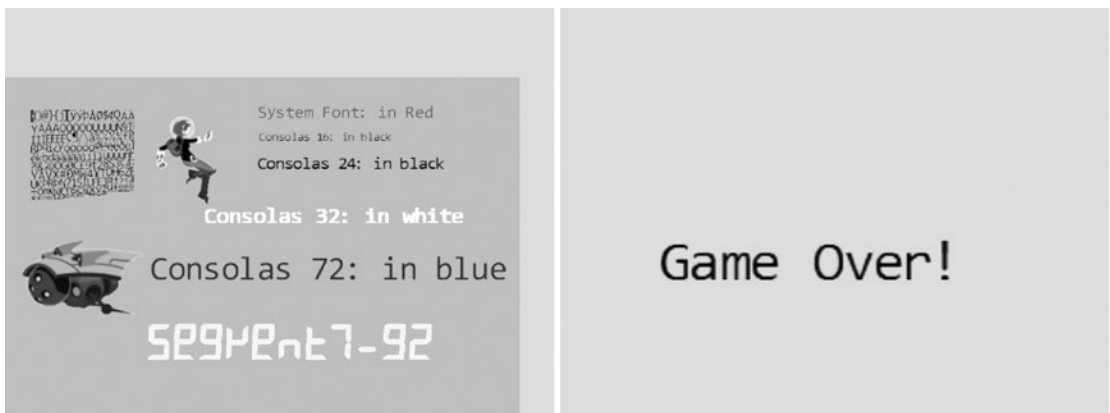 System Font: in Red
Consolas 16: in black
Consolas 24: in black
Consolas 32: in white
Consolas 72: in blue
Segment7-92
Game Over!